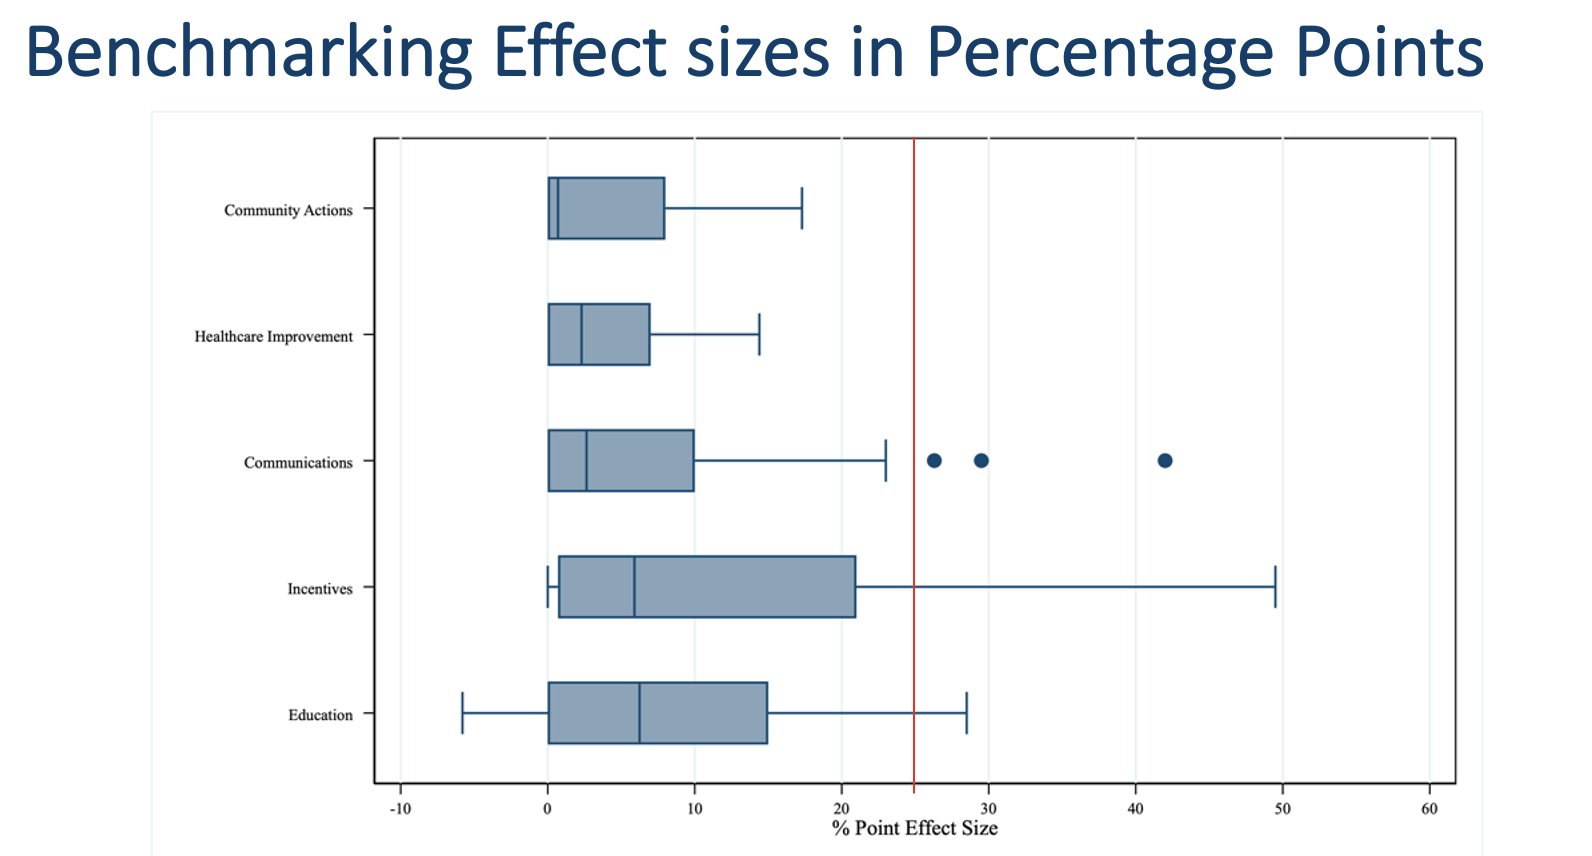 Benchmarking Effect sizes in Percentage Points
Community Actions
Healthcare Improvement
Communications
Incentives
Education
-10 0 10 20 30 40 50 60
% Point Effect Size